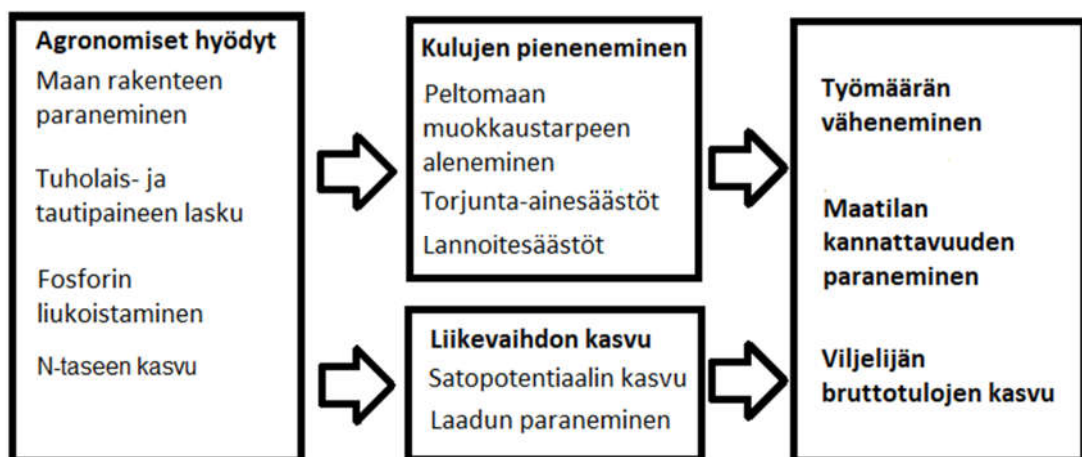 Agronomiset hyödyt
Maan rakenteen
paraneminen
Tuholais- ja
tautipaineen lasku
Fosforin
liukoistaminen
N-taseen kasvu
Kulujen pieneneminen
Peltomaan
muokkaustarpeen
aleneminen
Torjunta-ainesäästöt
Lannoitesäästöt
Liikevaihdon kasvu
Satopotentiaalin kasvu
Laadun paraneminen
Työmäärän
väheneminen
Maatilan
kannattavuuden
paraneminen
Viljelijän
bruttotulojen kasvu